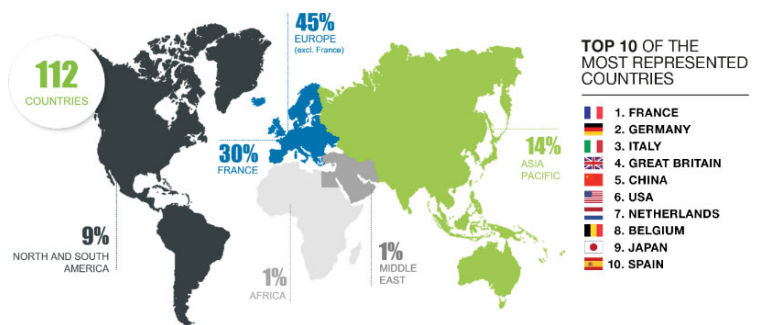 112
COUNTRIES
45%
EUROPE
(excl. France)
30%
FRANCE
14%
ASIA
PACIFIC
9%
NORTH AND SOUTH
AMERICA
1%
AFRICA
1%
MIDDLE
EAST
TOP 10 OF THE
MOST REPRESENTED
COUNTRIES
1. FRANCE
2. GERMANY
3. ITALY
4. GREAT BRITAIN
5. CHINA
6. USA
7. NETHERLANDS
8. BELGIUM
9. JAPAN
10. SPAIN